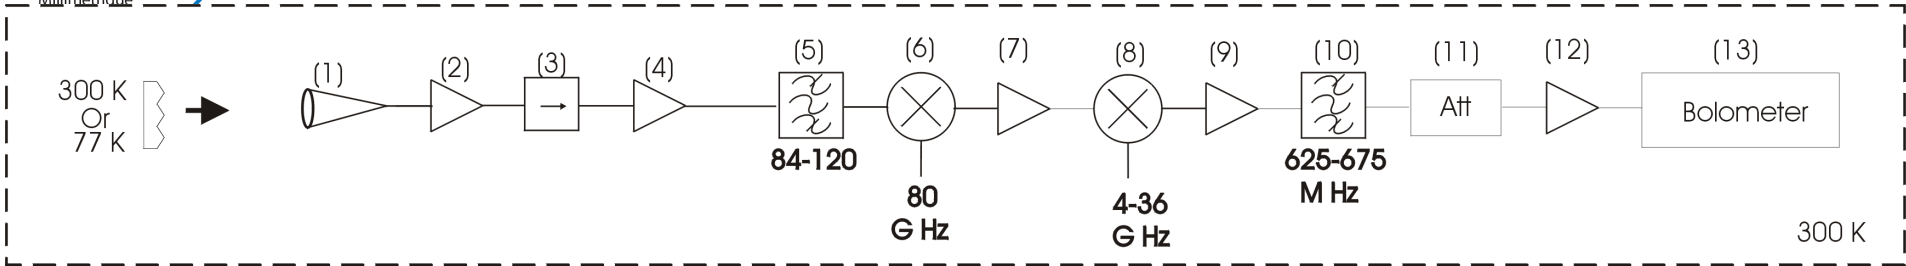 300 K
Or
77 K
(1)
(2)
(3)
(4)
(5)
84-120
(6)
80
G Hz
(7)
(8)
4-36
G Hz
(9)
(10)
625-675
M Hz
(11)
Att
(12)
(13)
Bolometer
300 K